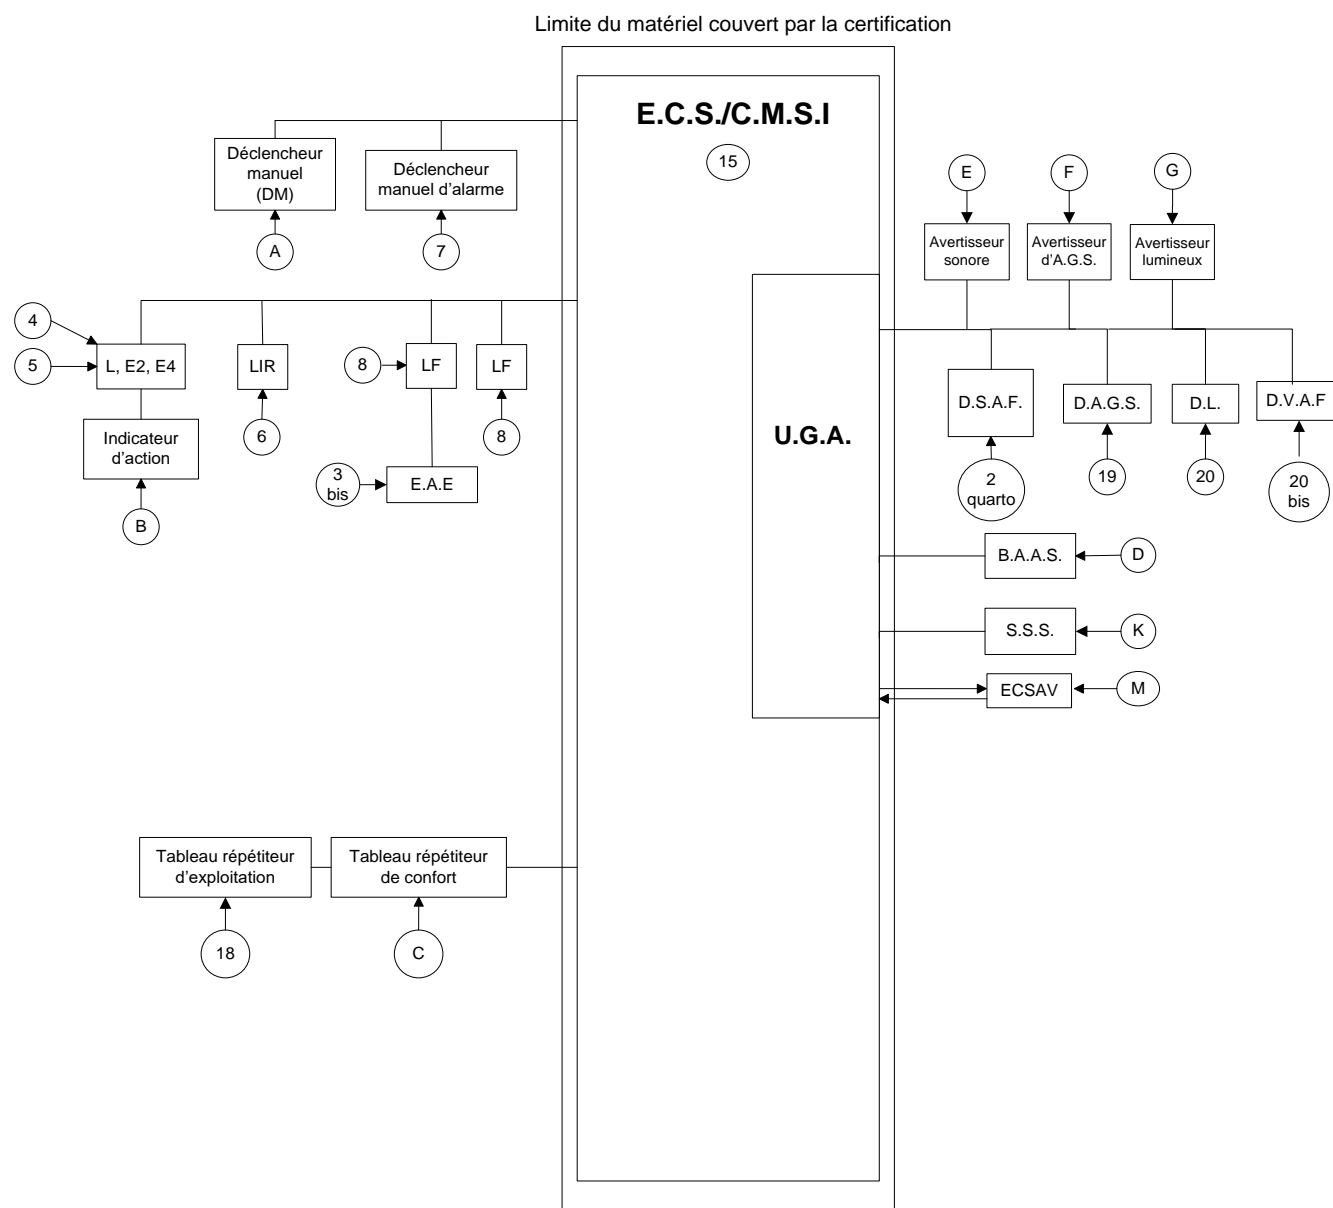 Limite du matériel couvert par la certification
E.C.S./C.M.S.I
15
Déclencheur
manuel
(DM)
Déclencheur
manuel d'alarme
A
7
E
F
G
Avertisseur
sonore
Avertisseur
d'A.G.S.
Avertisseur
lumineux
4
5
L, E2, E4
LIR
8
LF
LF
Indicateur
d'action
6
8
3
bis
E.A.E
B
U.G.A.
D.S.A.F.
D.A.G.S.
D.L.
D.V.A.F
2
quarto
19
20
20
bis
B.A.A.S.
D
S.S.S.
K
ECSAV
M
Tableau répétiteur
d'exploitation
Tableau répétiteur
de confort
18
C